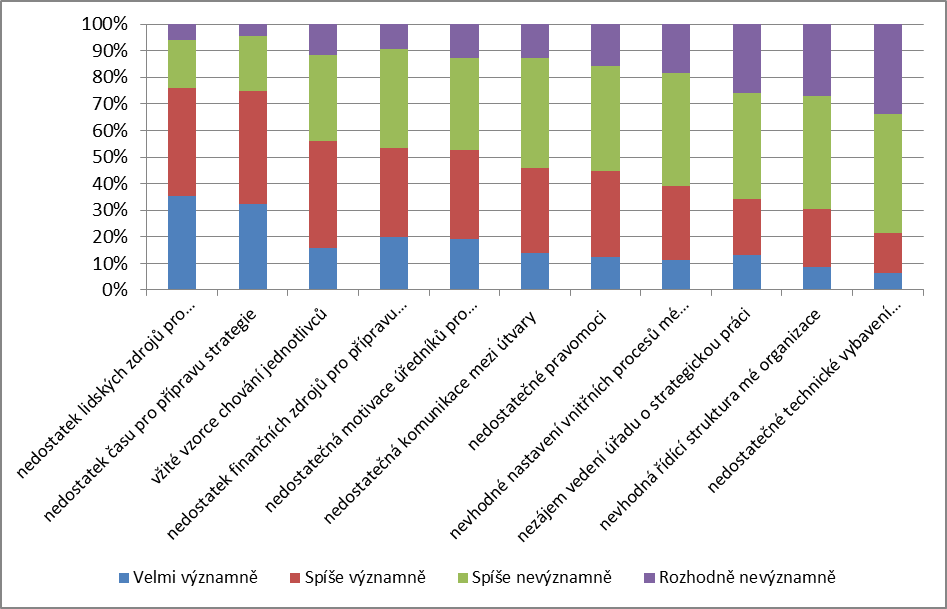 100%
90%
80%
70%
60%
50%
40%
30%
20%
10%
0%
nedostatek lidských zdrojů pro…
nedostatek času pro přípravu strategie
vžité vzorce chování jednotlivců
nedostatek finančních zdrojů pro přípravu…
nedostatečná motivace úředníků pro…
nedostatečná komunikace mezi útvary
nedostatečné pravomoci
nevhodné nastavení vnitřních procesů mé…
nezájem vedení úřadu o strategickou práci
nevhodná řídící struktura mé organizace
nedostatečné technické vybavení…
Velmi významně
Spíše významně
Spíše nevýznamně
Rozhodně nevýznamně